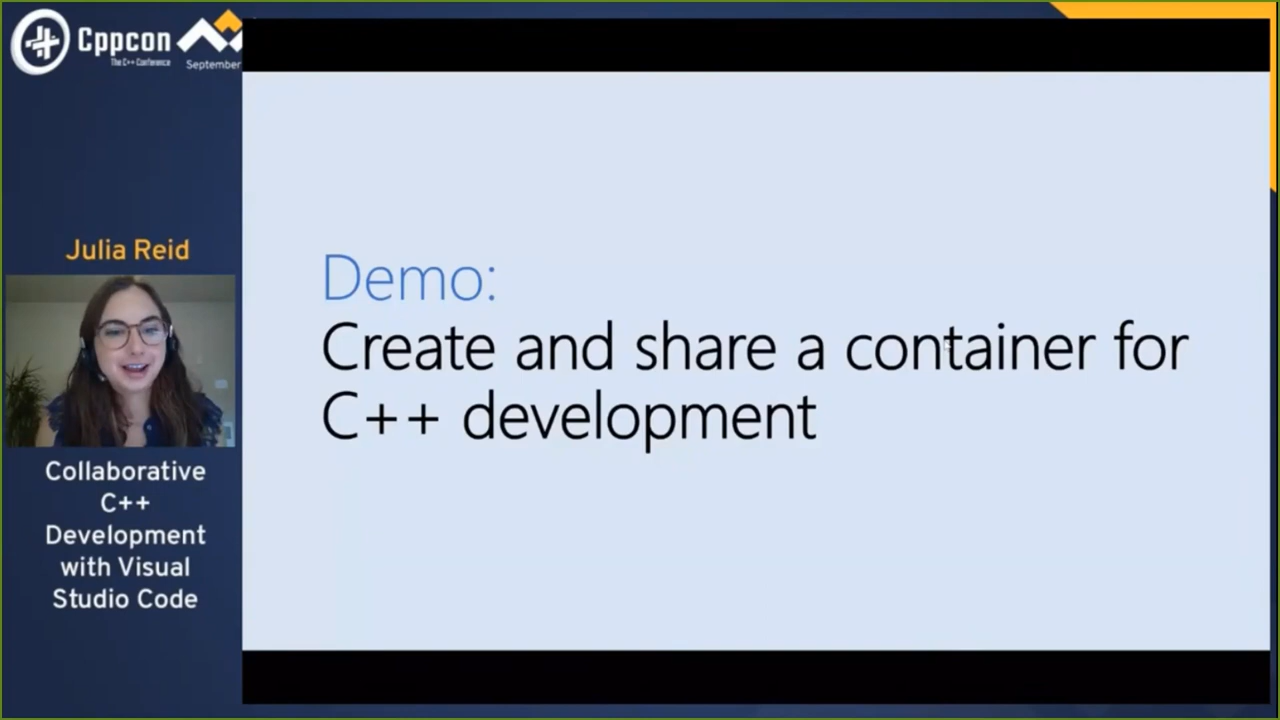 Cppcon
The C++ Conference
September
Julia Reid
Collaborative
C++
Development
with Visual
Studio Code
Demo:
Create and share a container for
C++ development